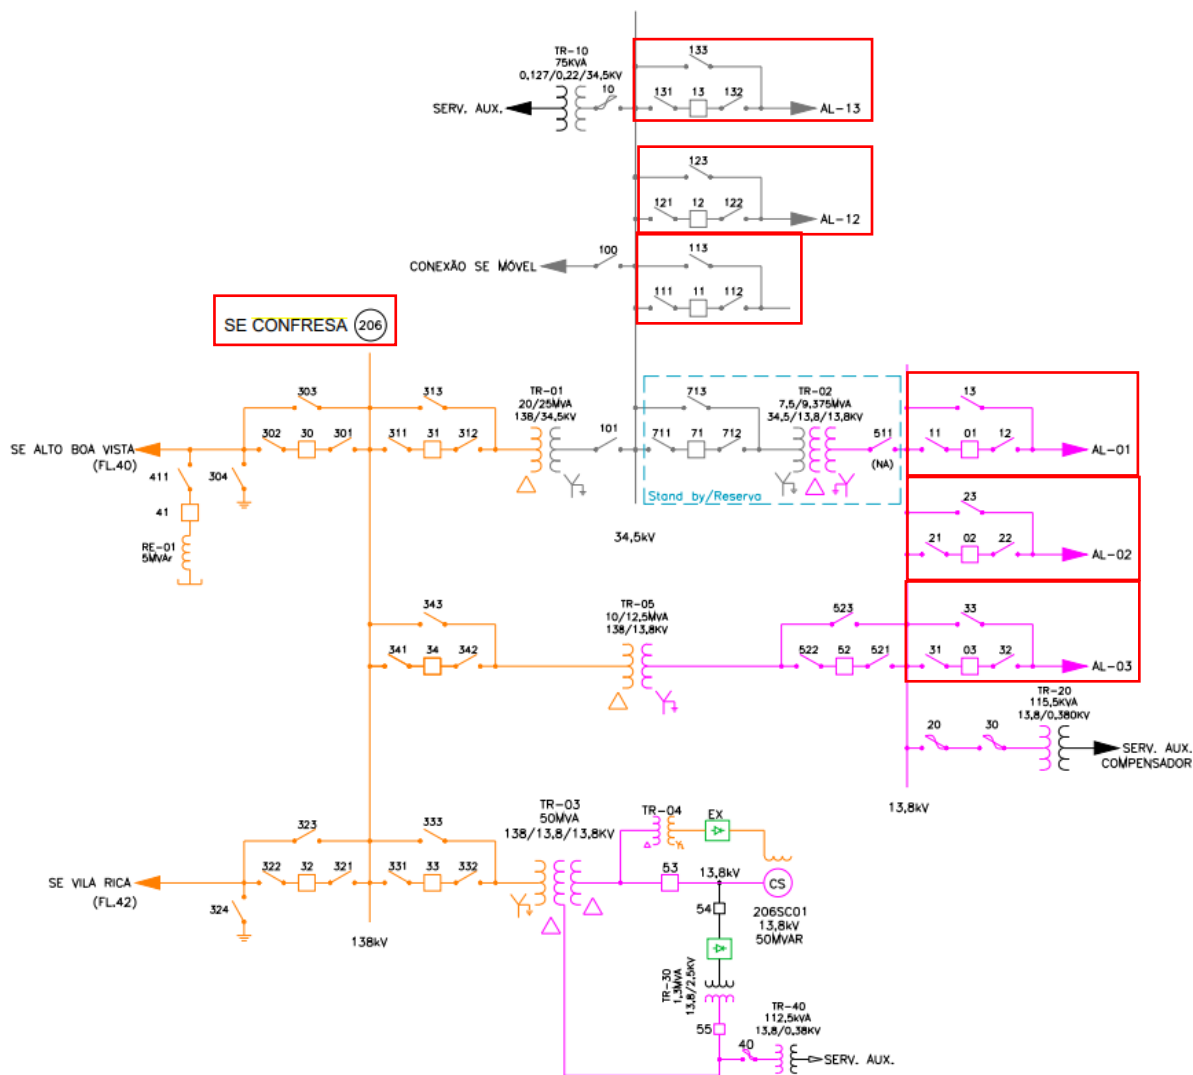 TR-10
75KVA
0,127/0,22/34,5KV
10
SERV. AUX.
133
131 13 132
AL-13
123
121 12 122
AL-12
100
CONEXÃO SE MÓVEL
113
111 11 112
SE CONFRESA 206
303
302 30 301
313
311 31 312
SE ALTO BOA VISTA
(FL.40)
411
304
41
RE-01
5MVAr
TR-01
20/25MVA
138/34,5KV
101
34,5kV
713
711 71 712
TR-02
7,5/9,375MVA
34,5/13,8/13,8KV
511
(NA)
Stand by/Reserva
13
11 01 12
AL-01
23
21 02 22
AL-02
343
341 34 342
TR-05
10/12,5MVA
138/13,8KV
523
522 52 521
33
31 03 32
AL-03
20 30
TR-20
115,5KVA
13,8/0,380KV
SERV. AUX.
COMPENSADOR
13,8kV
323
322 32 321
333
331 33 332
SE VILA RICA
(FL.42)
324
138kV
TR-03
50MVA
138/13,8/13,8KV
TR-04
EX
53
13,8kV
CS
206SC01
13,8kV
50MVAR
54
TR-30
1,3MVA
13,8/2,5KV
55
40
TR-40
112,5kVA
13,8/0,38KV
SERV. AUX.